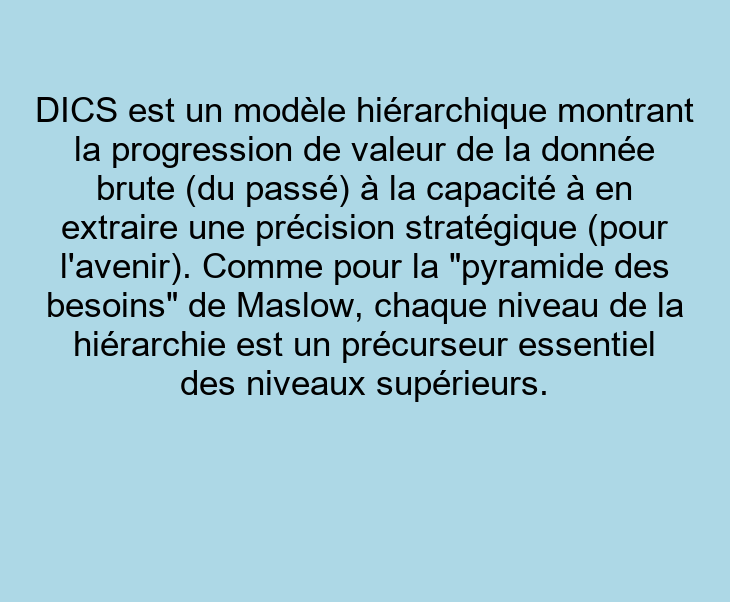 DICS est un modèle hiérarchique montrant
la progression de valeur de la donnée
brute (du passé) à la capacité à en
extraire une précision stratégique (pour
l'avenir). Comme pour la "pyramide des
besoins" de Maslow, chaque niveau de la
hiérarchie est un précurseur essentiel
des niveaux supérieurs.